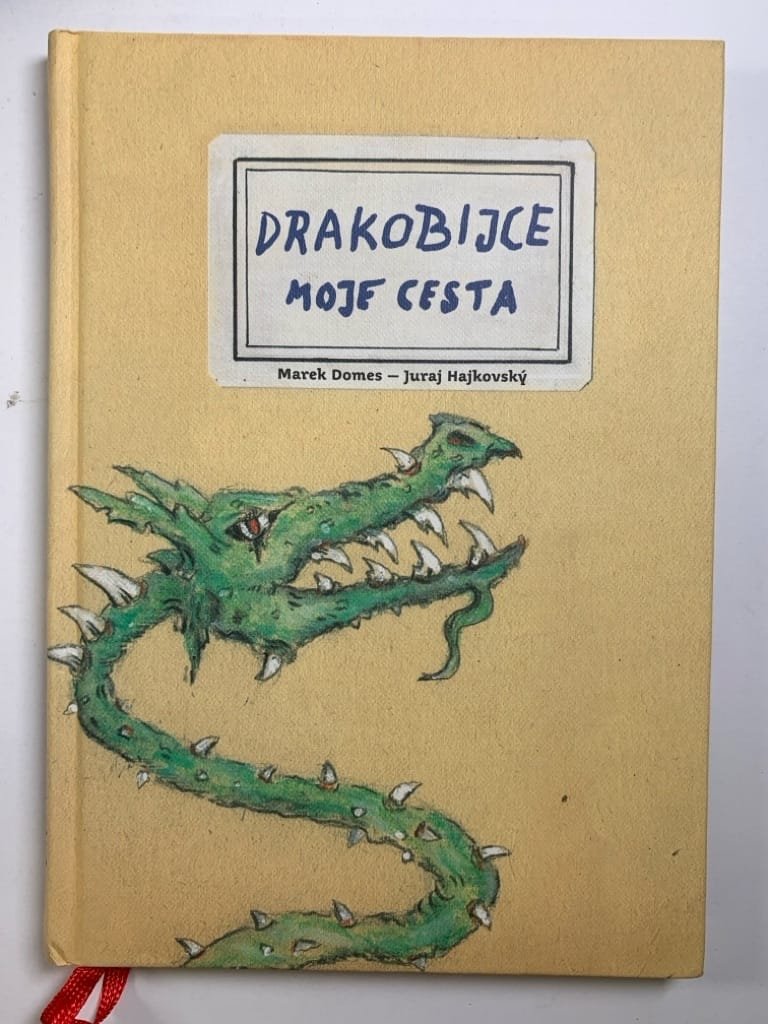 DRAKOBIJCE
MOJE CESTA
Marek Domes — Juraj Hajkovský